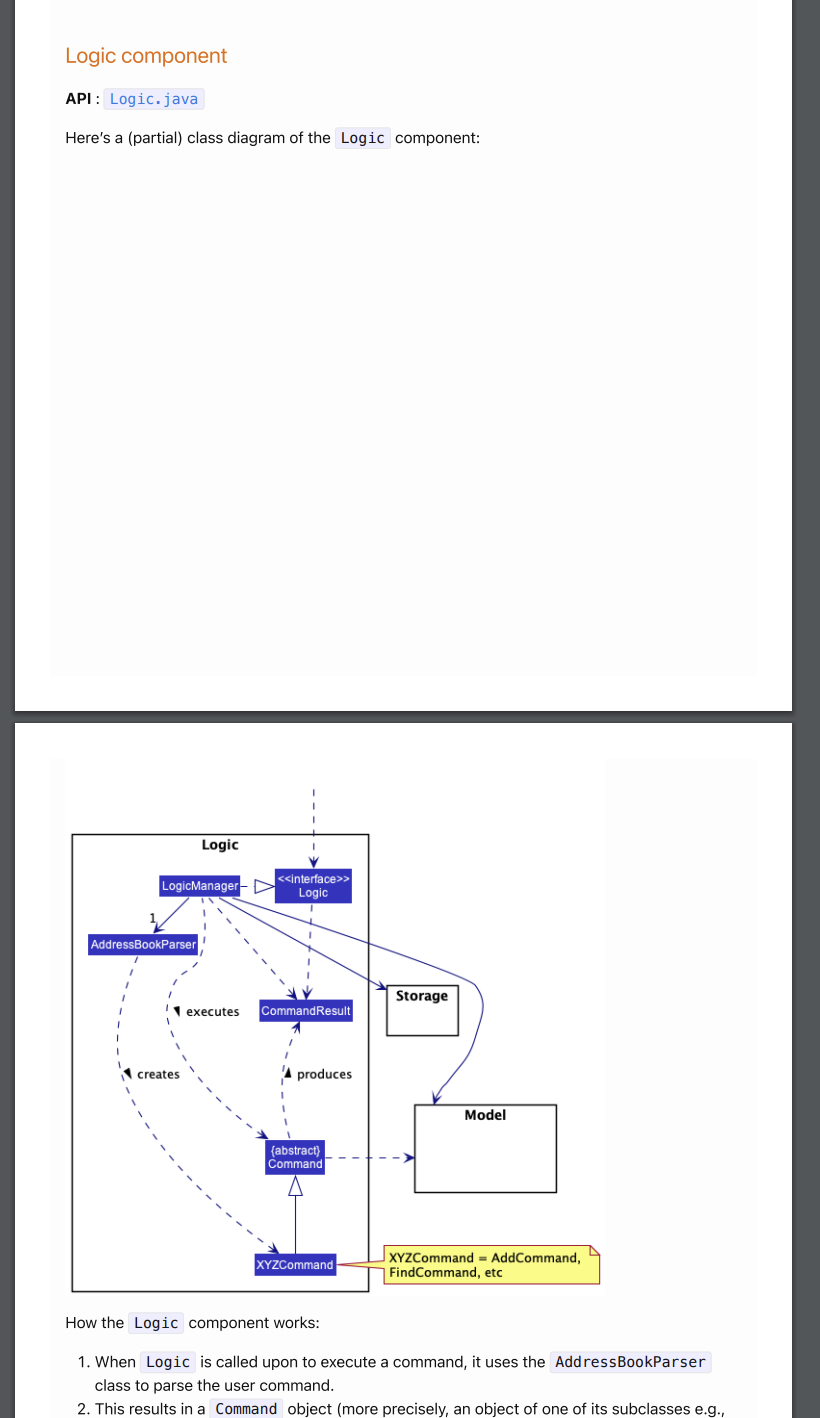 Logic component
API : Logic.java
Here’s a (partial) class diagram of the Logic component:
Logic
LogicManager
<<interface>>
Logic
1
AddressBookParser
Storage
executes
CommandResult
creates
produces
Model
{abstract}
Command
XYZCommand
XYZCommand = AddCommand,
FindCommand, etc
How the Logic component works:
1. When Logic is called upon to execute a command, it uses the AddressBookParser
class to parse the user command.
2. This results in a Command object (more precisely, an object of one of its subclasses e.g.,